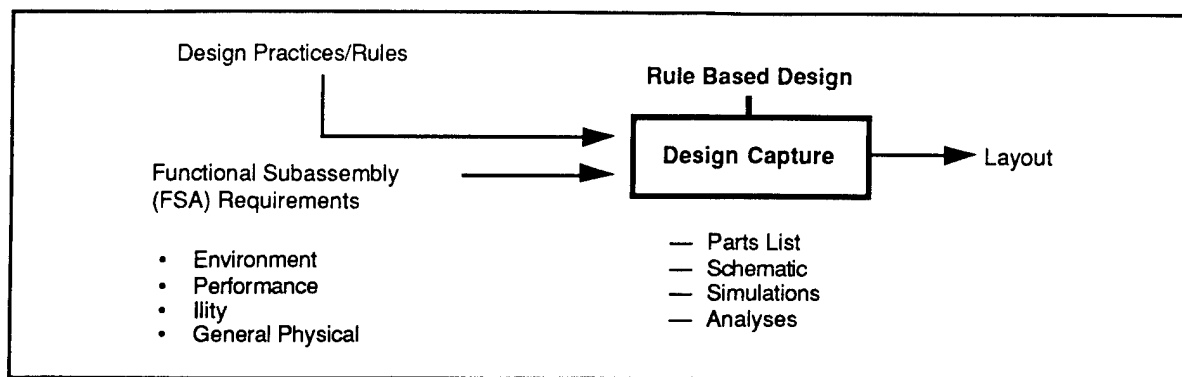 Design Practices/Rules
Rule Based Design
Design Capture
Layout
Functional Subassembly
(FSA) Requirements
• Environment
• Performance
• Ility
• General Physical
— Parts List
— Schematic
— Simulations
— Analyses